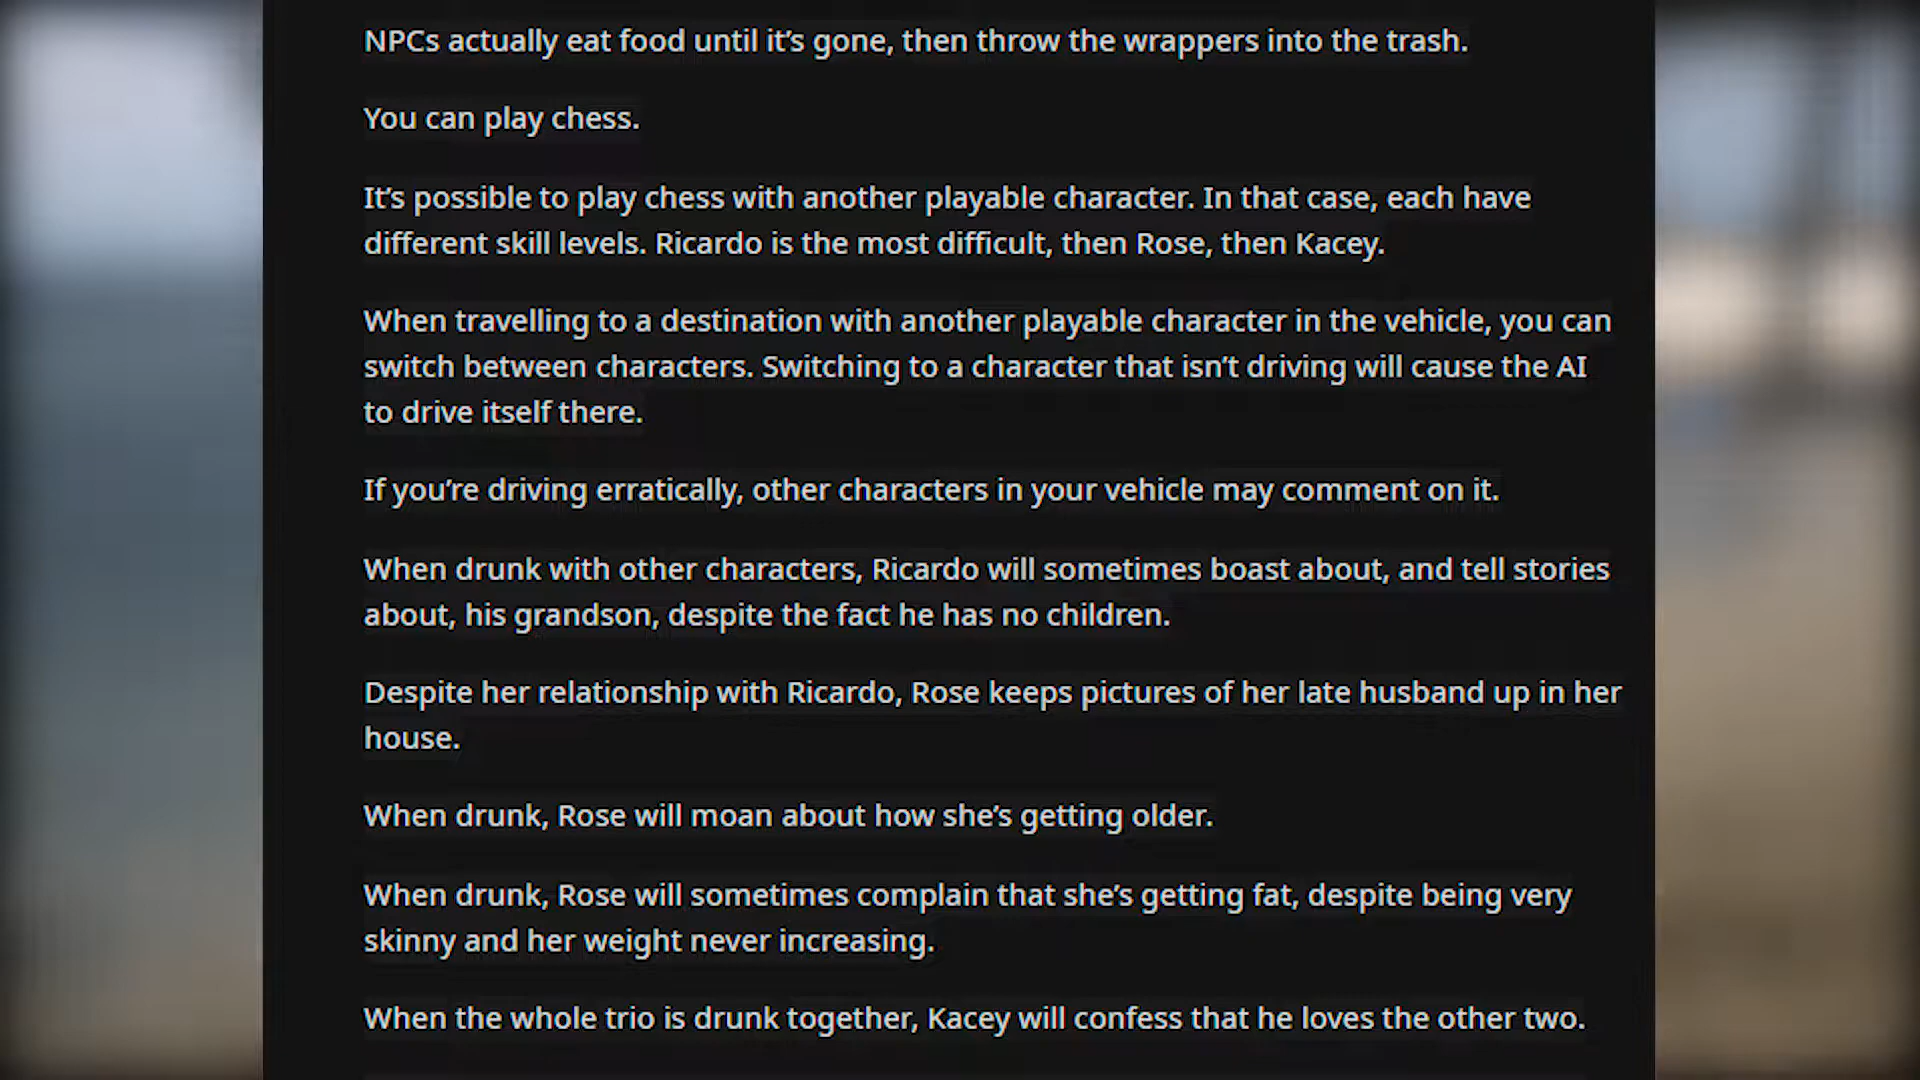 NPCs actually eat food until it’s gone, then throw the wrappers into the trash.
You can play chess.
It’s possible to play chess with another playable character. In that case, each have
different skill levels. Ricardo is the most difficult, then Rose, then Kacey.
When travelling to a destination with another playable character in the vehicle, you can
switch between characters. Switching to a character that isn’t driving will cause the AI
to drive itself there.
If you’re driving erratically, other characters in your vehicle may comment on it.
When drunk with other characters, Ricardo will sometimes boast about, and tell stories
about, his grandson, despite the fact he has no children.
Despite her relationship with Ricardo, Rose keeps pictures of her late husband up in her
house.
When drunk, Rose will moan about how she’s getting older.
When drunk, Rose will sometimes complain that she’s getting fat, despite being very
skinny and her weight never increasing.
When the whole trio is drunk together, Kacey will confess that he loves the other two.